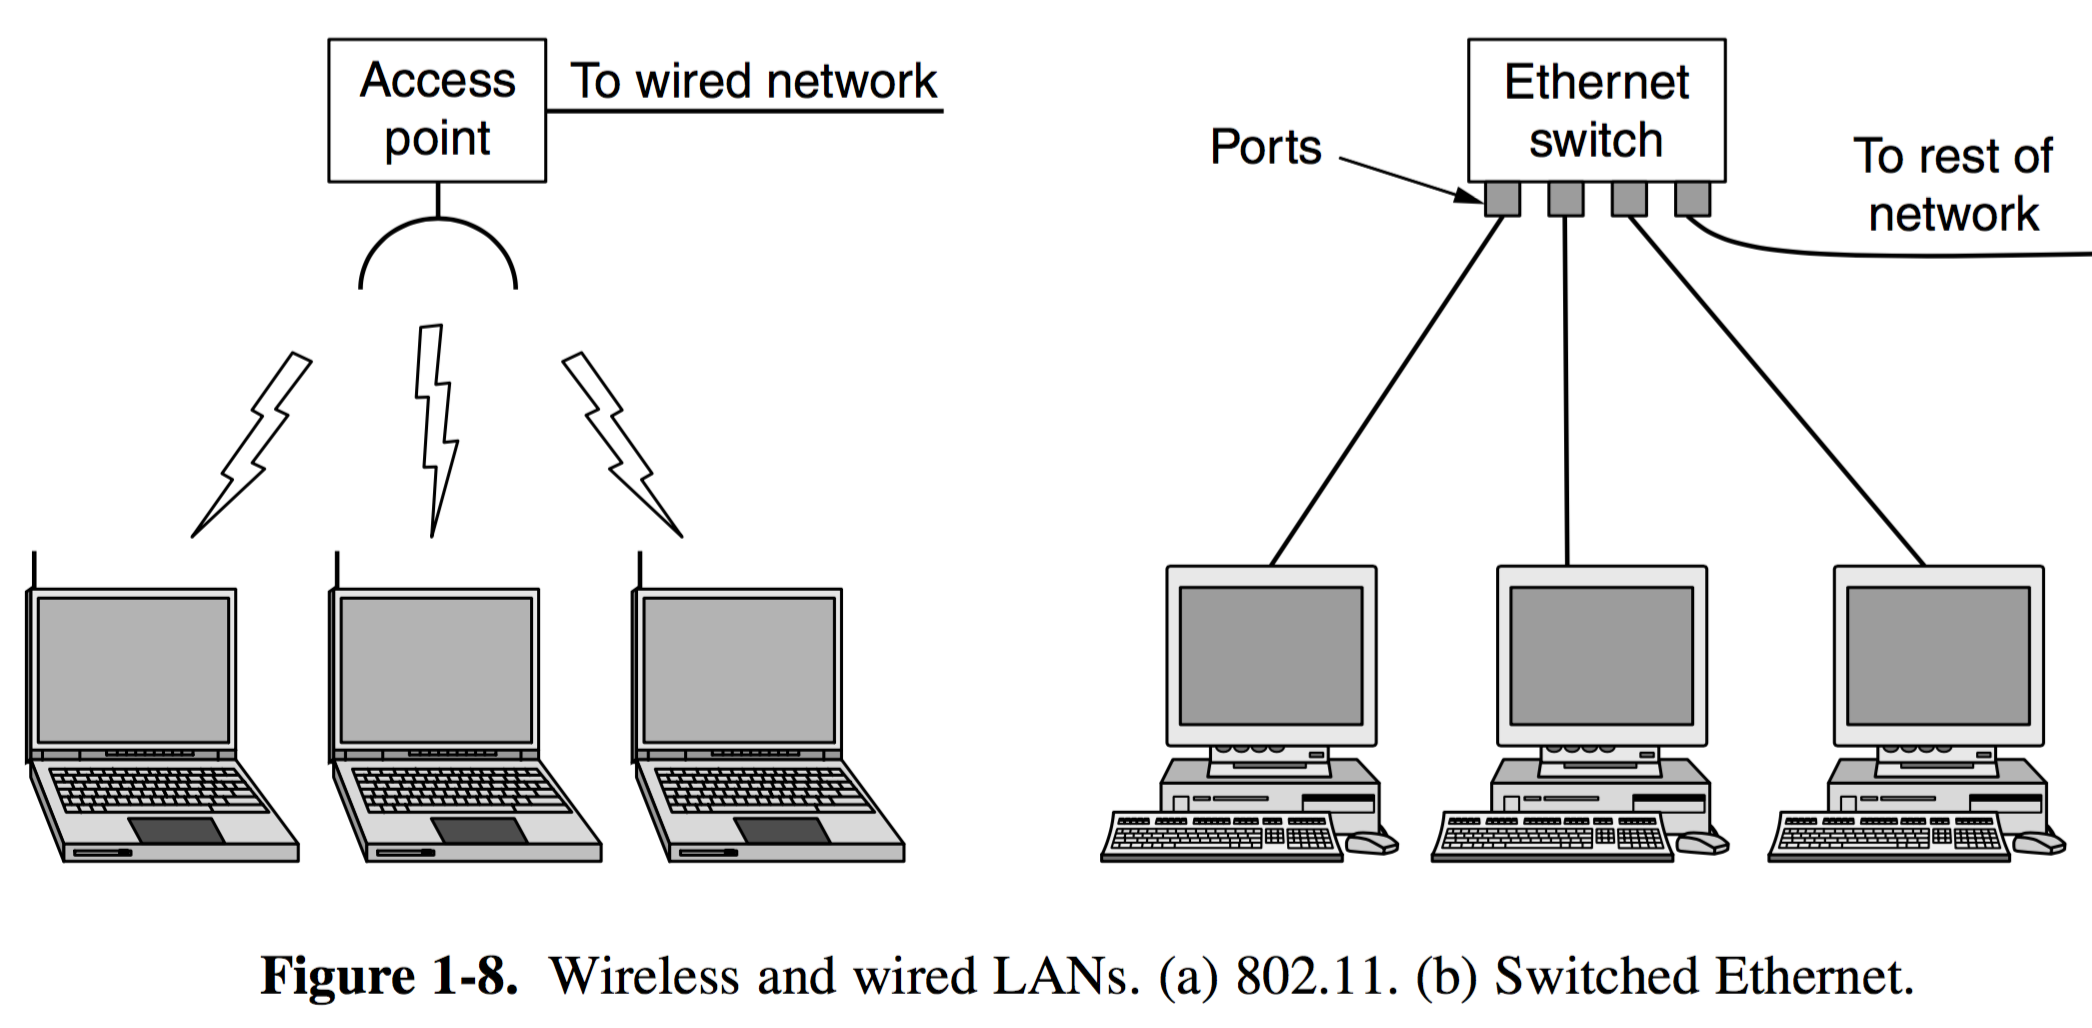 Access
point
To wired network
Ports
Ethernet
switch
To rest of
network
Figure 1-8. Wireless and wired LANs. (a) 802.11. (b) Switched Ethernet.